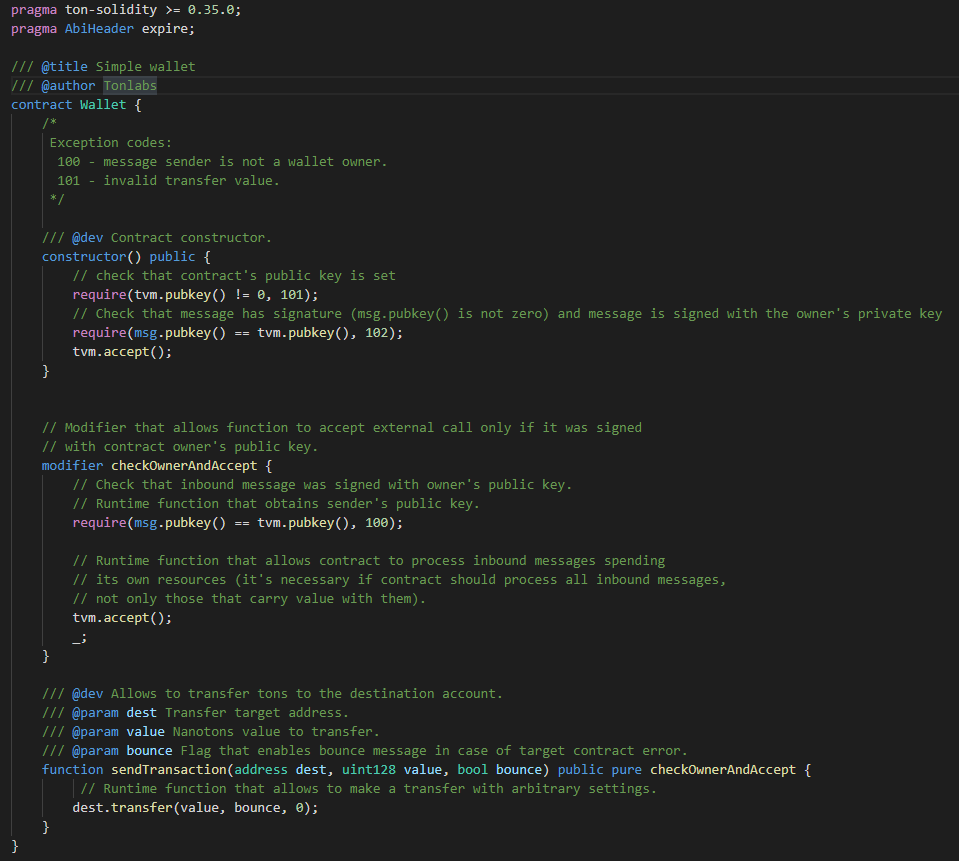 pragma ton-solidity >= 0.35.0;
pragma AbiHeader expire;

/// @title Simple wallet
/// @author Tonlabs
contract Wallet {
    /*
     Exception codes:
      100 - message sender is not a wallet owner.
      101 - invalid transfer value.
     */

    /// @dev Contract constructor.
    constructor() public {
        // check that contract's public key is set
        require(tvm.pubkey() != 0, 101);
        // Check that message has signature (msg.pubkey() is not zero) and message is signed with the owner's private key
        require(msg.pubkey() == tvm.pubkey(), 102);
        tvm.accept();
    }


    // Modifier that allows function to accept external call only if it was signed
    // with contract owner's public key.
    modifier checkOwnerAndAccept {
        // Check that inbound message was signed with owner's public key.
        // Runtime function that obtains sender's public key.
        require(msg.pubkey() == tvm.pubkey(), 100);

        // Runtime function that allows contract to process inbound messages spending
        // its own resources (it's necessary if contract should process all inbound messages,
        // not only those that carry value with them).
        tvm.accept();
        _;
    }

    /// @dev Allows to transfer tons to the destination account.
    /// @param dest Transfer target address.
    /// @param value Nanotons value to transfer.
    /// @param bounce Flag that enables bounce message in case of target contract error.
    function sendTransaction(address dest, uint128 value, bool bounce) public pure checkOwnerAndAccept {
         // Runtime function that allows to make a transfer with arbitrary settings.
        dest.transfer(value, bounce, 0);
    }
}